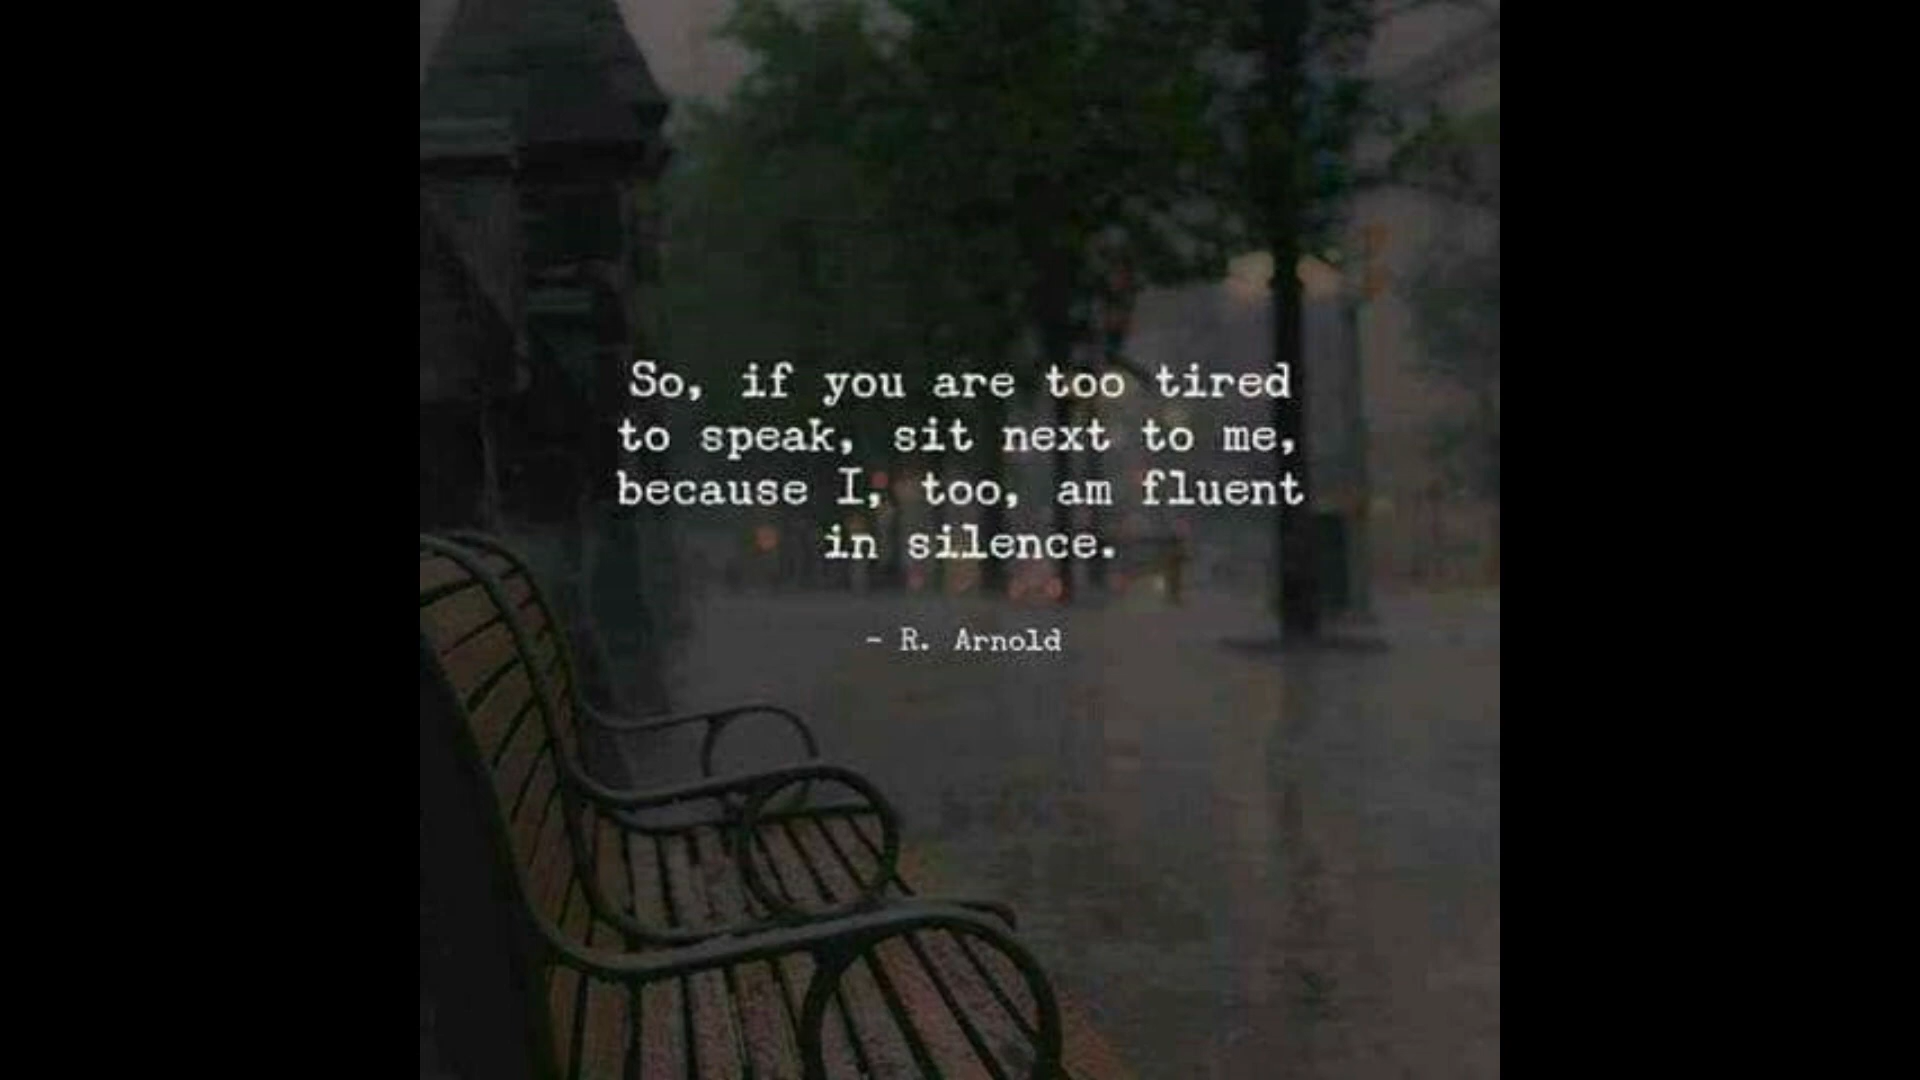 So, if you are too tired
to speak, sit next to me,
because I, too, am fluent
in silence.
- R. Arnold